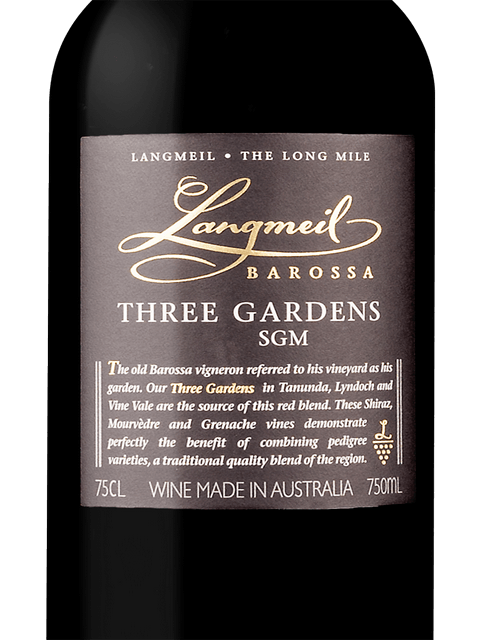 LANGMEIL • THE LONG MILE
Langmeil
BAROSSA
THREE GARDENS
SGM
The old Barossa vigneron referred to his vineyard as his
garden. Our Three Gardens in Tanunda, Lyndoch and
Vine Vale are the source of this red blend. These Shiraz,
Mourvèdre and Grenache vines demonstrate
perfectly the benefit of combining pedigree
varieties, a traditional quality blend of the region.
L
75CL WINE MADE IN AUSTRALIA 750mL